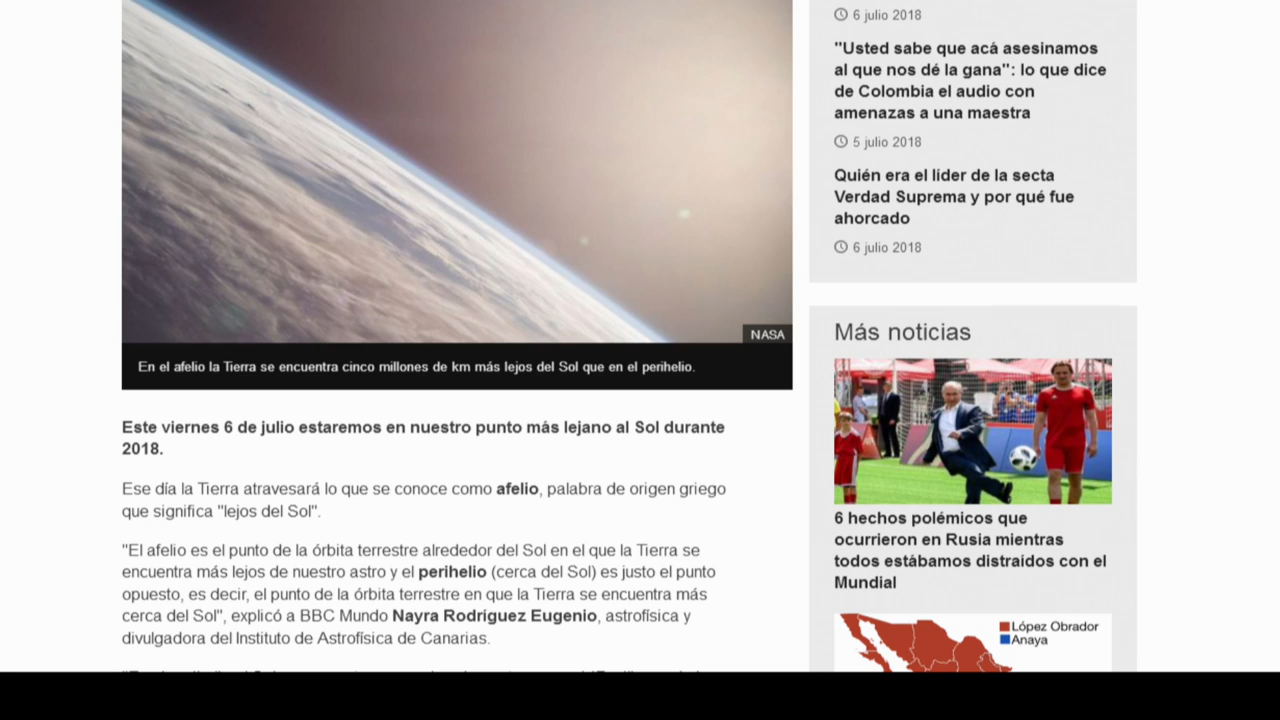 NASA
En el afelio la Tierra se encuentra cinco millones de km más lejos del Sol que en el perihelio.
Este viernes 6 de julio estaremos en nuestro punto más lejano al Sol durante
2018.
Ese día la Tierra atravesará lo que se conoce como afelio, palabra de origen griego
que significa "lejos del Sol".
"El afelio es el punto de la órbita terrestre alrededor del Sol en el que la Tierra se
encuentra más lejos de nuestro astro y el perihelio (cerca del Sol) es justo el punto
opuesto, es decir, el punto de la órbita terrestre en que la Tierra se encuentra más
cerca del Sol", explicó a BBC Mundo Nayra Rodríguez Eugenio, astrofísica y
divulgadora del Instituto de Astrofísica de Canarias.
6 julio 2018
"Usted sabe que acá asesinamos
al que nos dé la gana": lo que dice
de Colombia el audio con
amenazas a una maestra
5 julio 2018
Quién era el líder de la secta
Verdad Suprema y por qué fue
ahorcado
6 julio 2018
Más noticias
6 hechos polémicos que
ocurrieron en Rusia mientras
todos estábamos distraídos con el
Mundial
López Obrador
Anaya